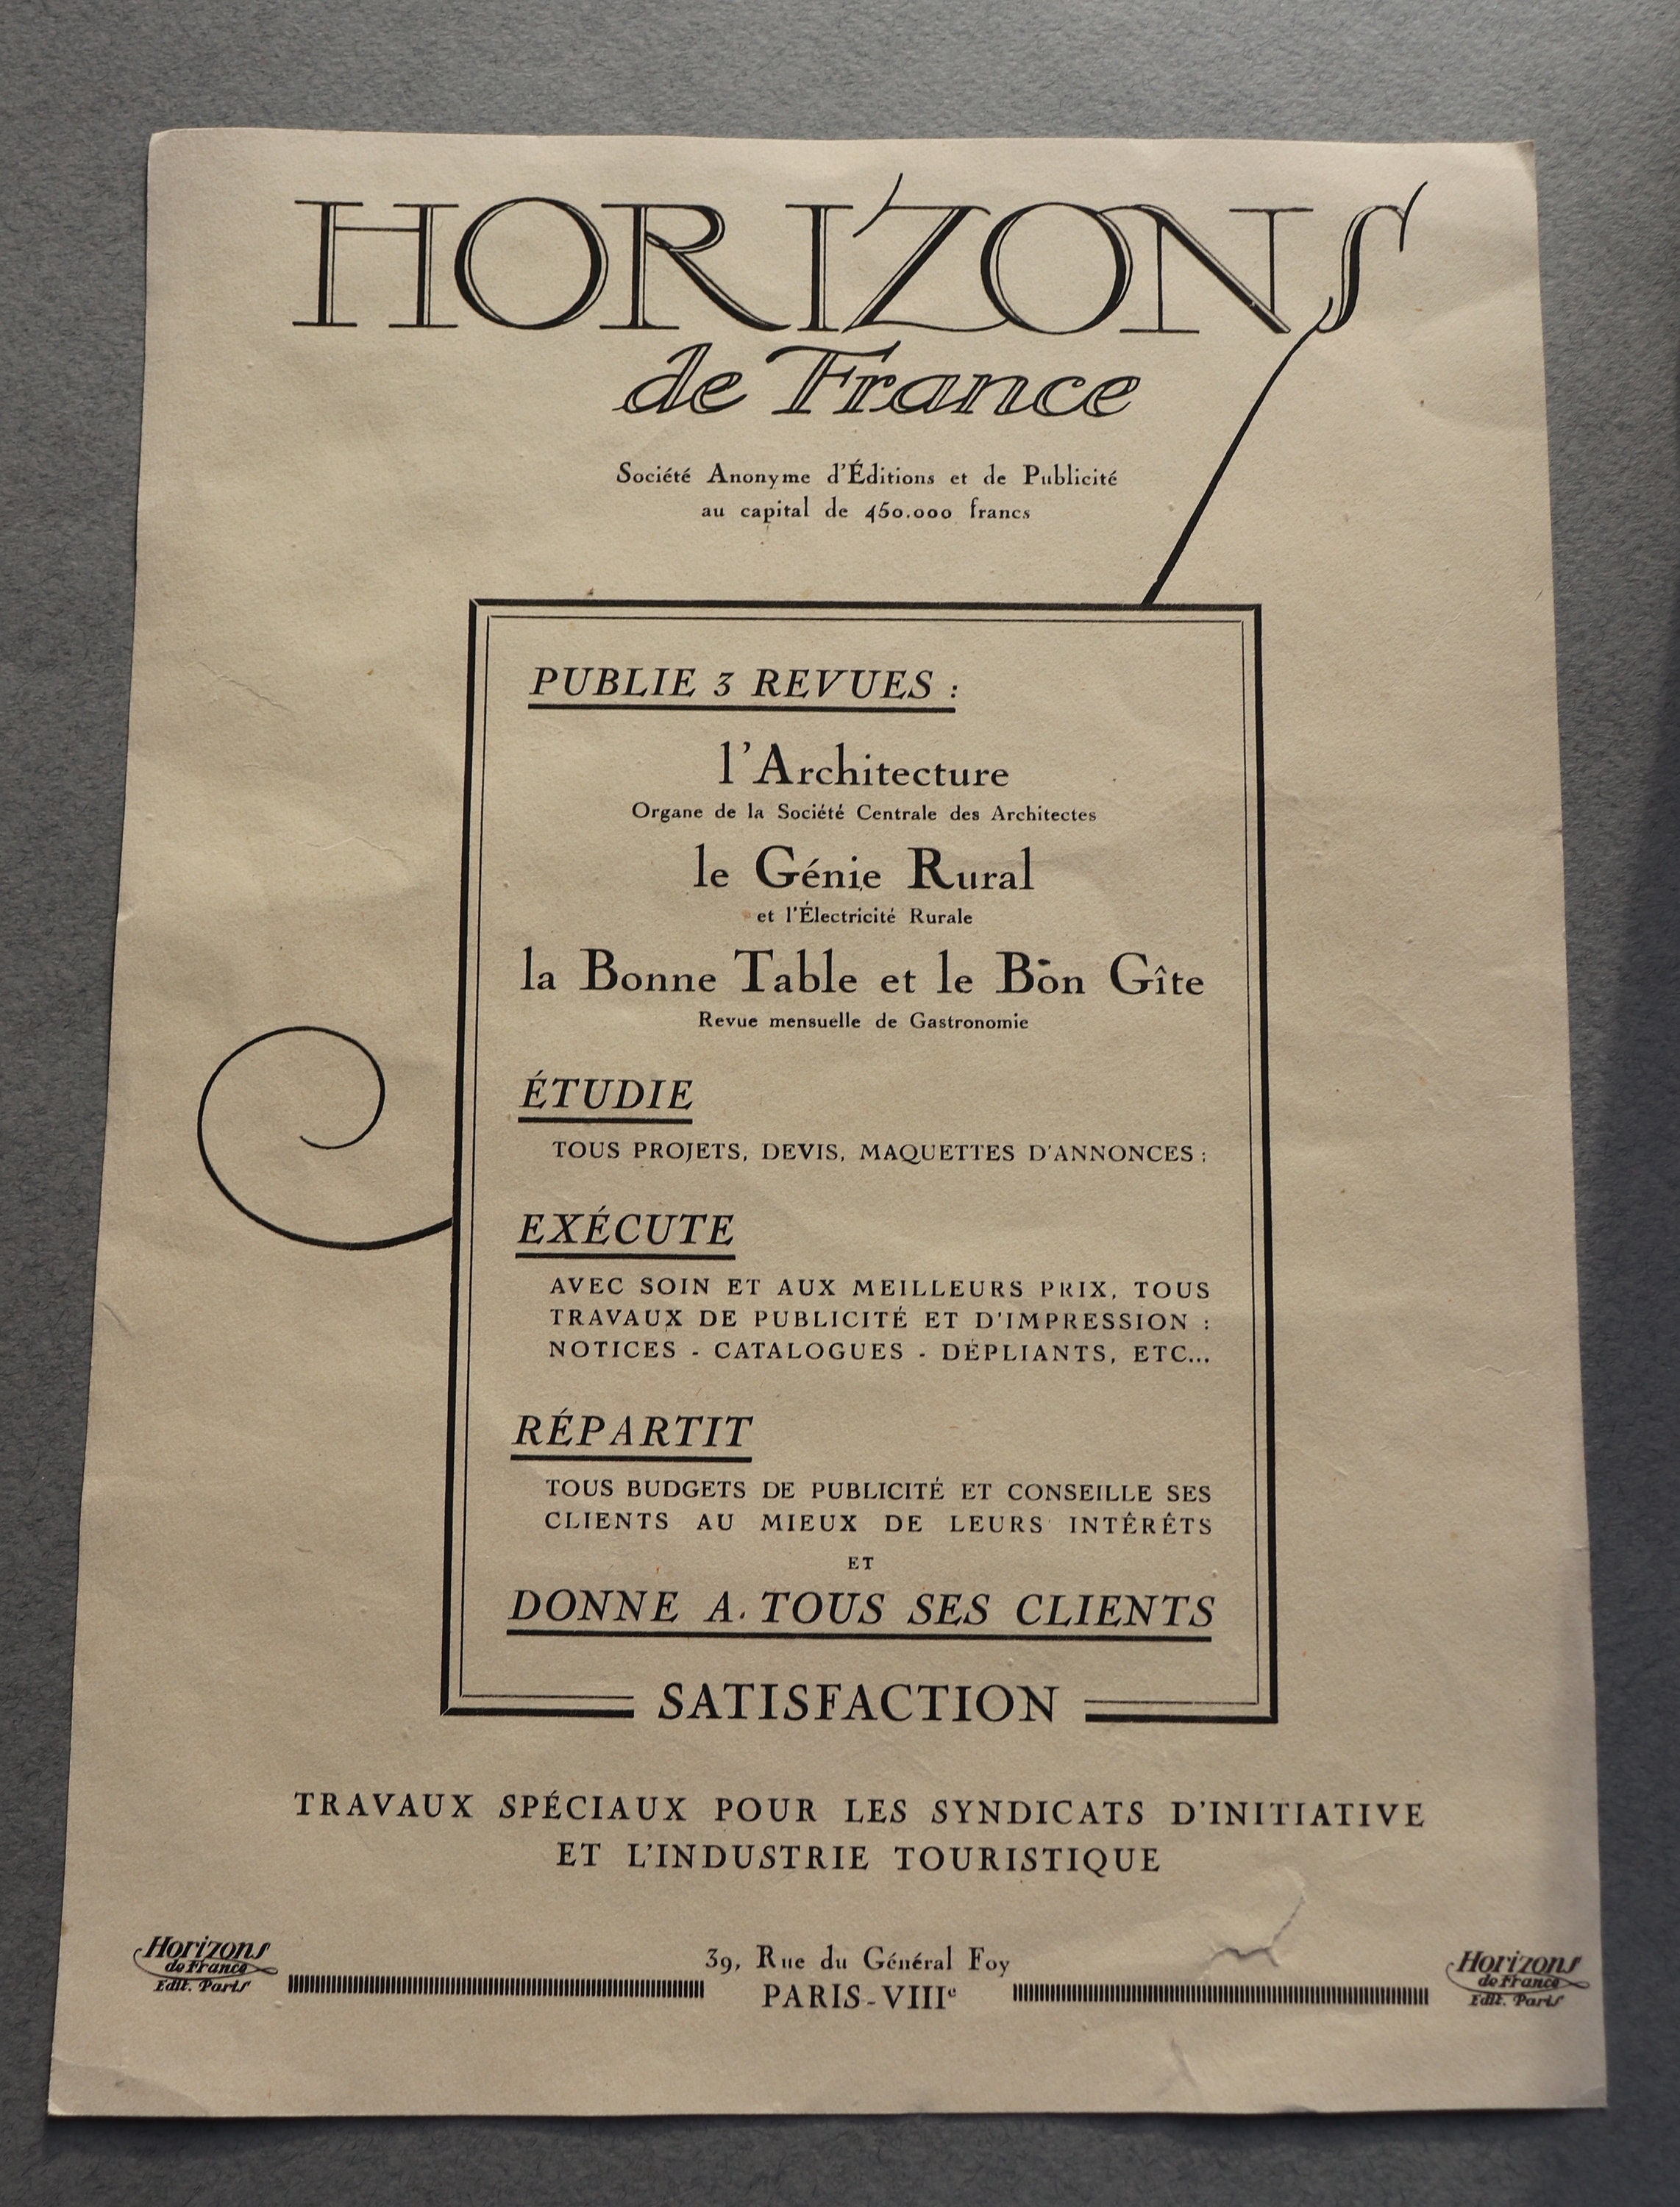 HORIZONS
de France
Société Anonyme d'Éditions et de Publicité
au capital de 450.000 francs
PUBLIE 3 REVUES :
l'Architecture
Organe de la Société Centrale des Architectes
le Génie Rural
et l'Électricité Rurale
la Bonne Table et le Bon Gîte
Revue mensuelle de Gastronomie
ÉTUDIE
TOUS PROJETS, DEVIS, MAQUETTES D'ANNONCES ;
EXÉCUTE
AVEC SOIN ET AUX MEILLEURS PRIX, TOUS
TRAVAUX DE PUBLICITÉ ET D'IMPRESSION :
NOTICES - CATALOGUES - DÉPLIANTS, ETC...
RÉPARTIT
TOUS BUDGETS DE PUBLICITÉ ET CONSEILLE SES
CLIENTS AU MIEUX DE LEURS INTÉRÊTS
ET
DONNE A TOUS SES CLIENTS
SATISFACTION
TRAVAUX SPÉCIAUX POUR LES SYNDICATS D'INITIATIVE
ET L'INDUSTRIE TOURISTIQUE
Horizons
de France
Edit. Paris
39, Rue du Général Foy
PARIS-VIIIe
Horizons
de France
Edit. Paris